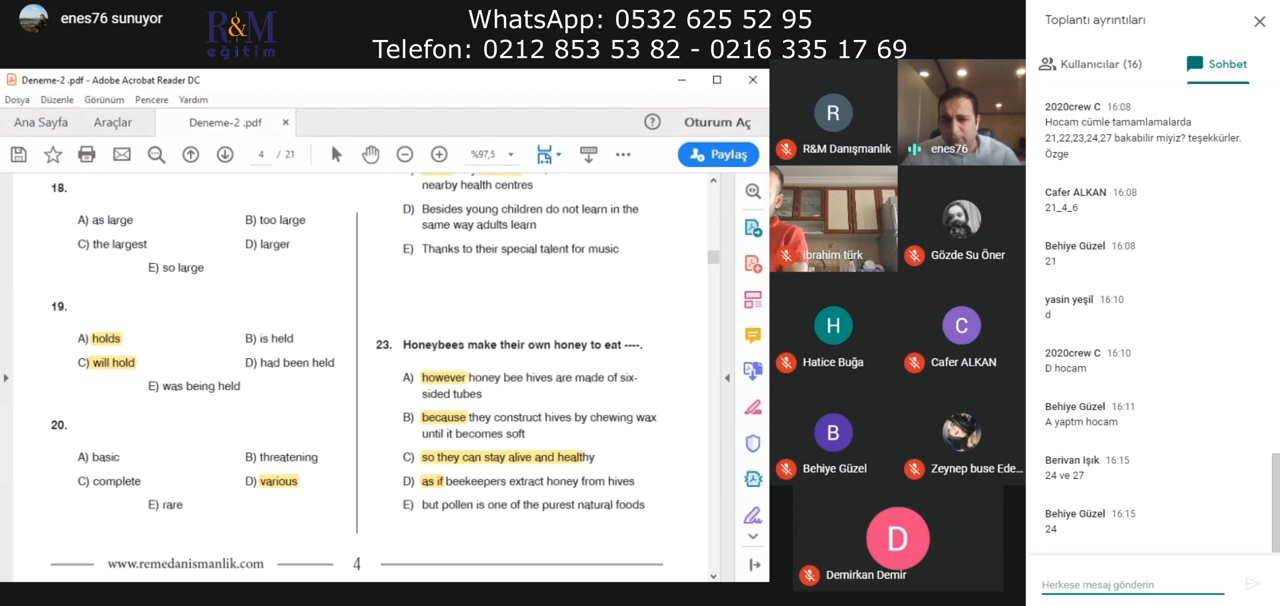 enes76 sunuyor
R&M
eğitim
WhatsApp: 0532 625 52 95
Telefon: 0212 853 53 82 - 0216 335 17 69
Deneme-2 .pdf - Adobe Acrobat Reader DC
Dosya Düzenle Görünüm Pencere Yardım
Ana Sayfa Araçlar Deneme-2 .pdf × Oturum Aç
4 / 21 %97,5 Paylaş
18.
A) as large B) too large
C) the largest D) larger
E) so large
19.
A) holds B) is held
C) will hold D) had been held
E) was being held
20.
A) basic B) threatening
C) complete D) various
E) rare
nearby health centres
D) Besides young children do not learn in the
same way adults learn
E) Thanks to their special talent for music
23. Honeybees make their own honey to eat ----.
A) however honey bee hives are made of six-
sided tubes
B) because they construct hives by chewing wax
until it becomes soft
C) so they can stay alive and healthy
D) as if beekeepers extract honey from hives
E) but pollen is one of the purest natural foods
www.remedanismanlik.com 4
R
R&M Danışmanlık
enes76
ibrahim türk
Gözde Su Öner
H
Hatice Buğa
C
Cafer ALKAN
B
Behiye Güzel
Zeynep buse Ede...
D
Demirkan Demir
Toplantı ayrıntıları
Kullanıcılar (16) Sohbet
2020crew C 16:08
Hocam cümle tamamlamalarda
21,22,23,24,27 bakabilir miyiz? teşekkürler.
Özge
Cafer ALKAN 16:08
21_4_6
Behiye Güzel 16:08
21
yasin yeşil 16:10
d
2020crew C 16:10
D hocam
Behiye Güzel 16:11
A yaptm hocam
Berivan Işık 16:15
24 ve 27
Behiye Güzel 16:15
24
Herkese mesaj gönderin